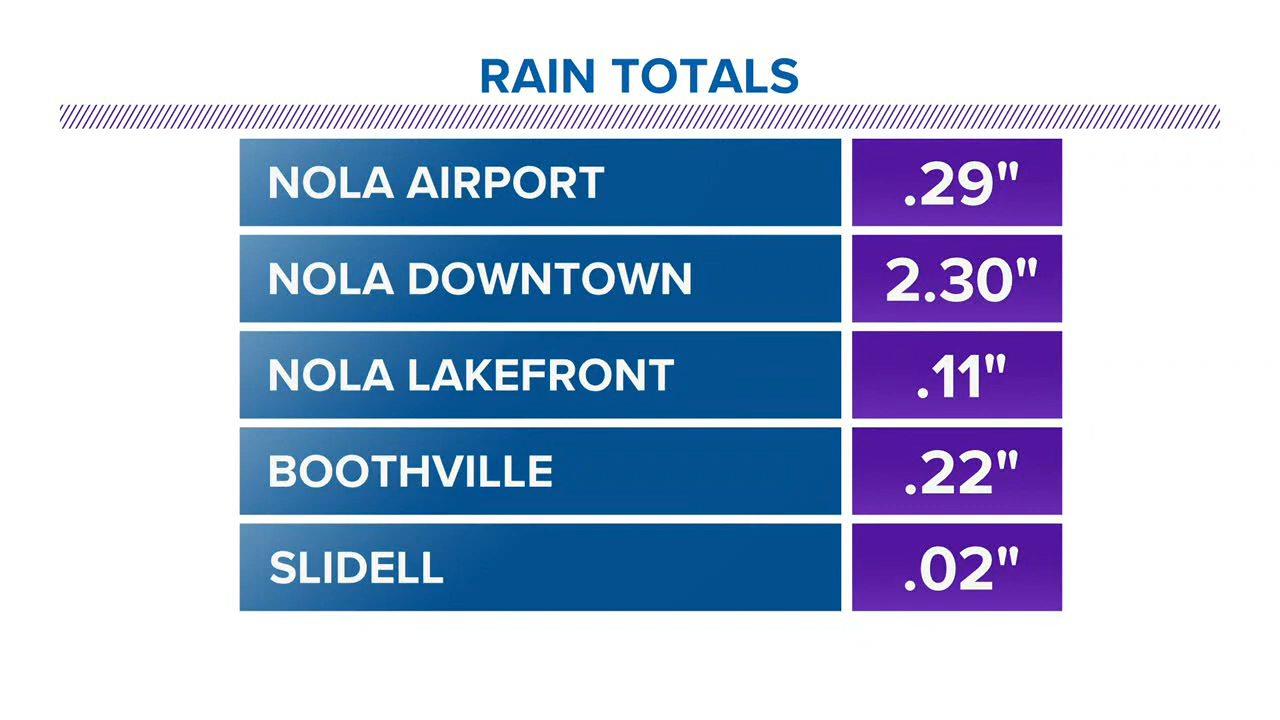 RAIN TOTALS
NOLA AIRPORT .29"
NOLA DOWNTOWN 2.30"
NOLA LAKEFRONT .11"
BOOTHVILLE .22"
SLIDELL .02"